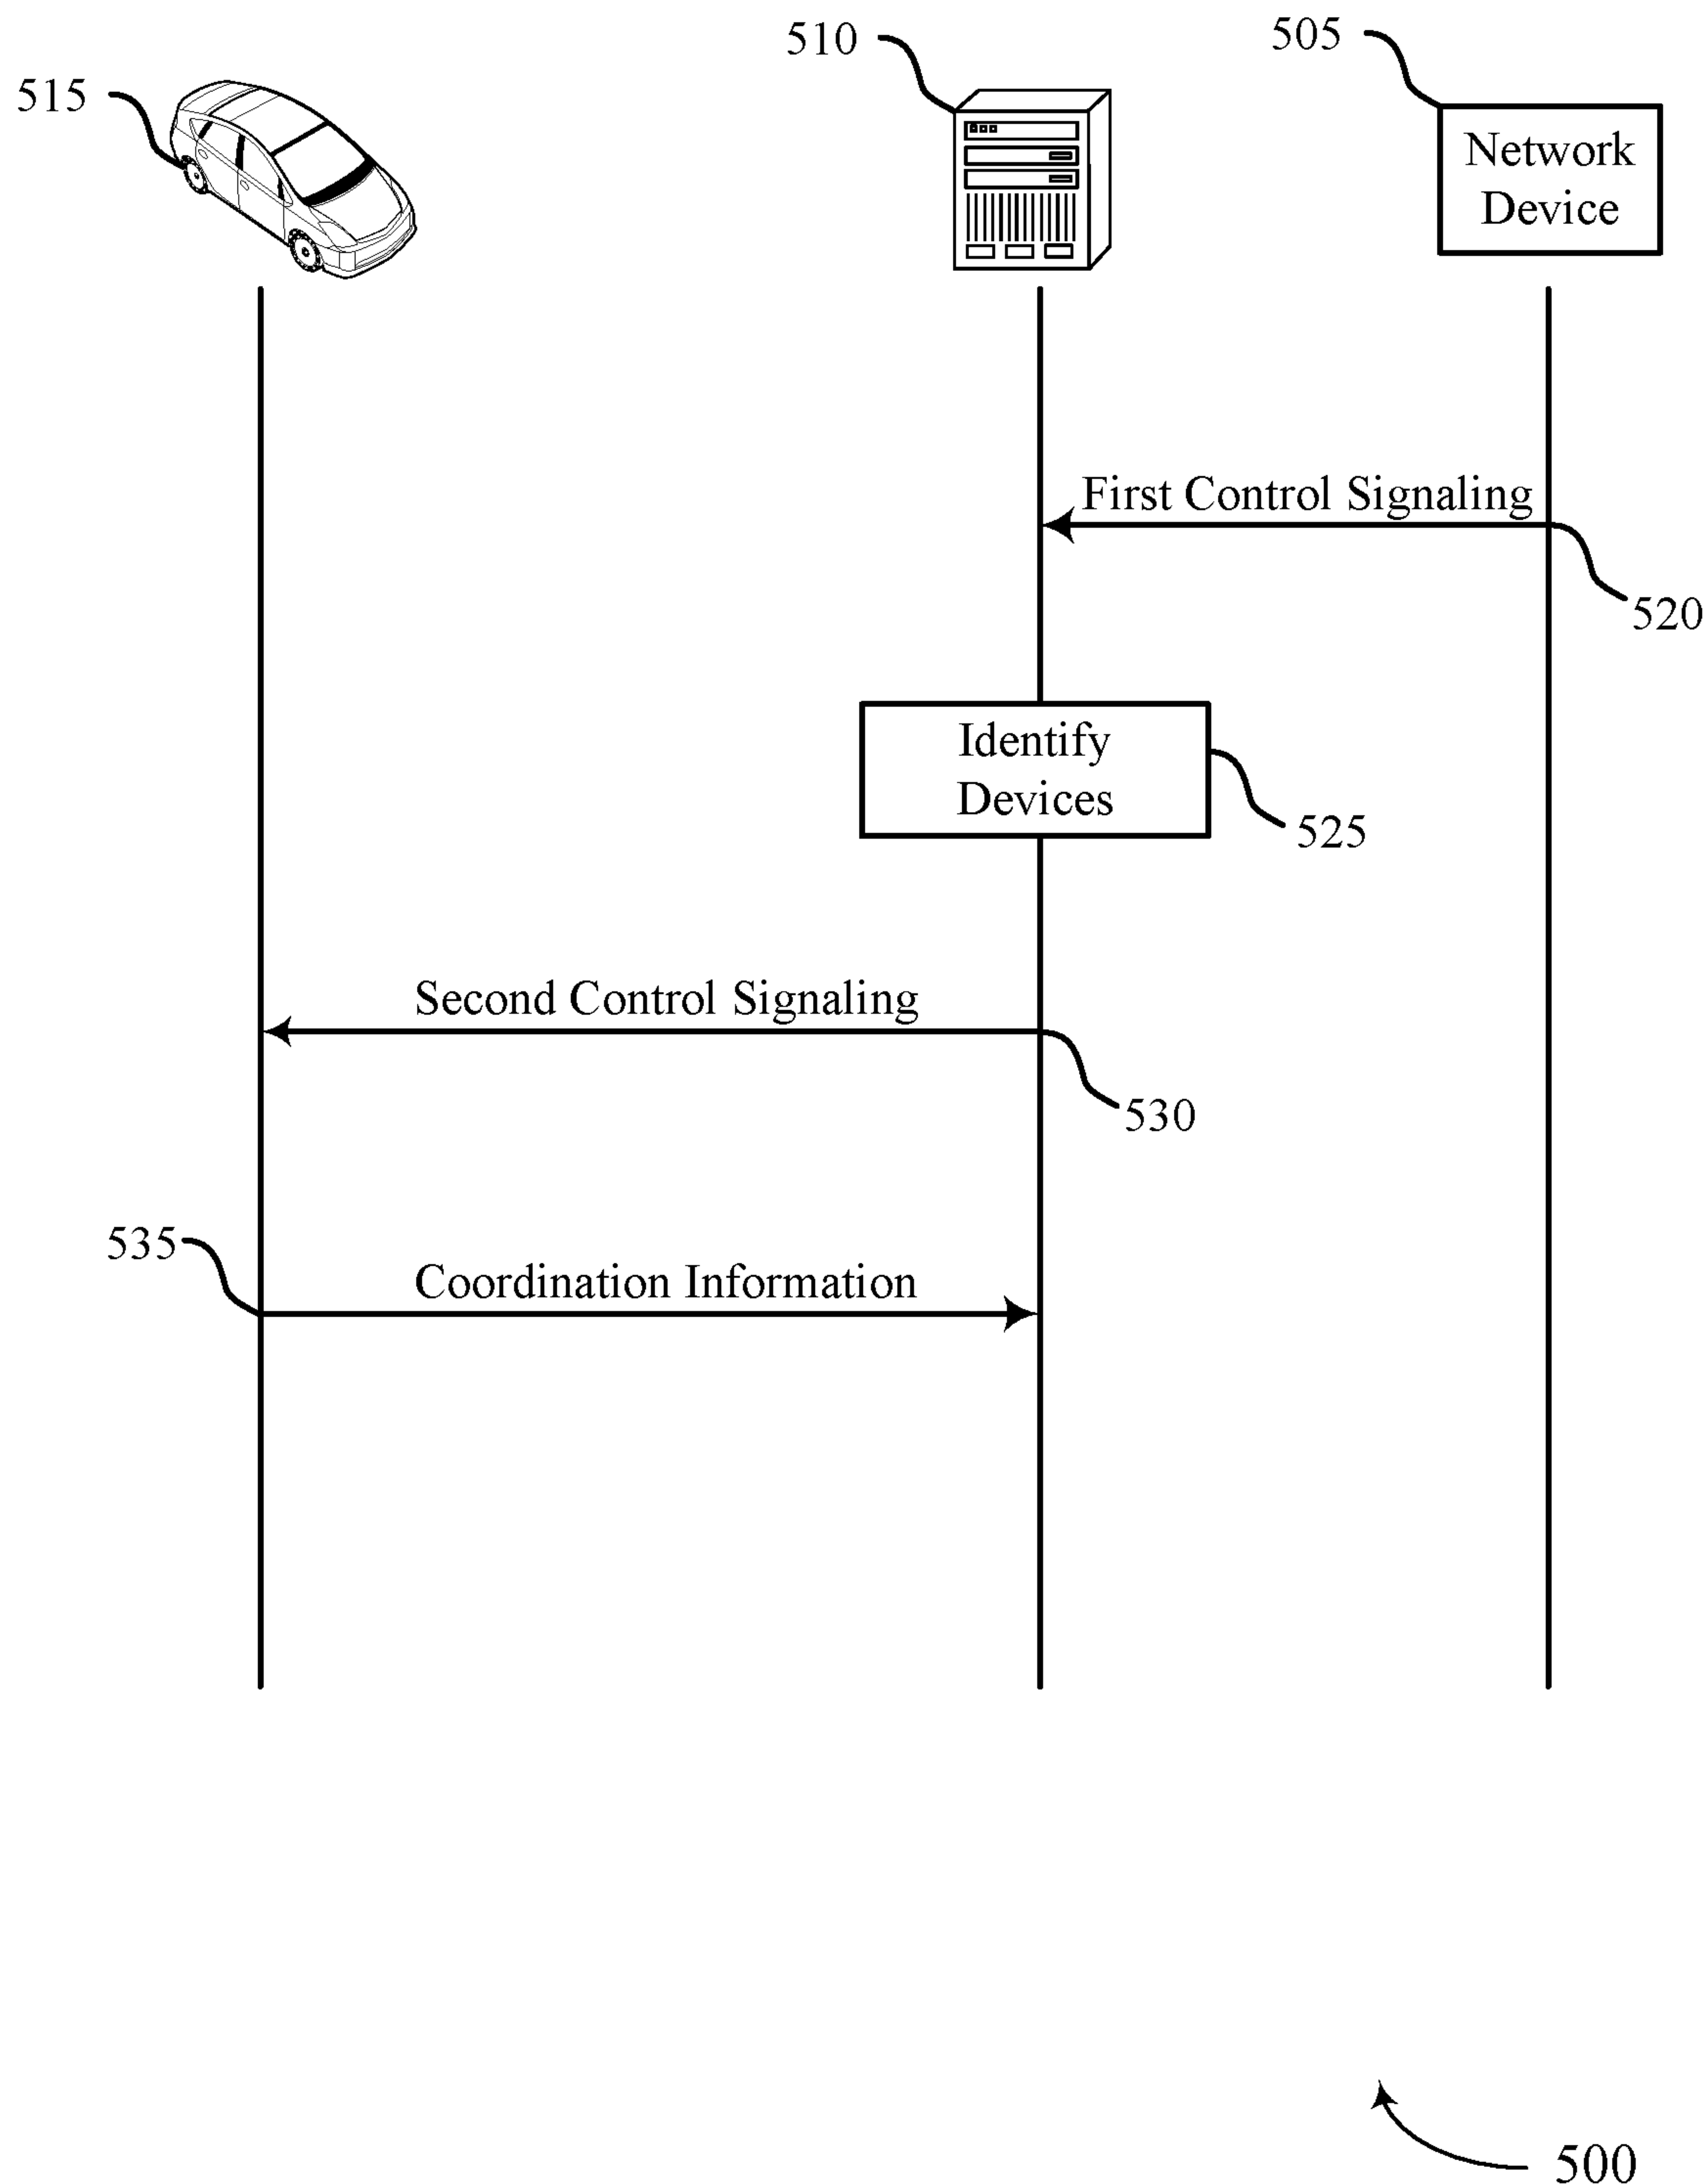 510
505
515
Network
Device
First Control Signaling
520
Identify
Devices
525
Second Control Signaling
530
535
Coordination Information
500